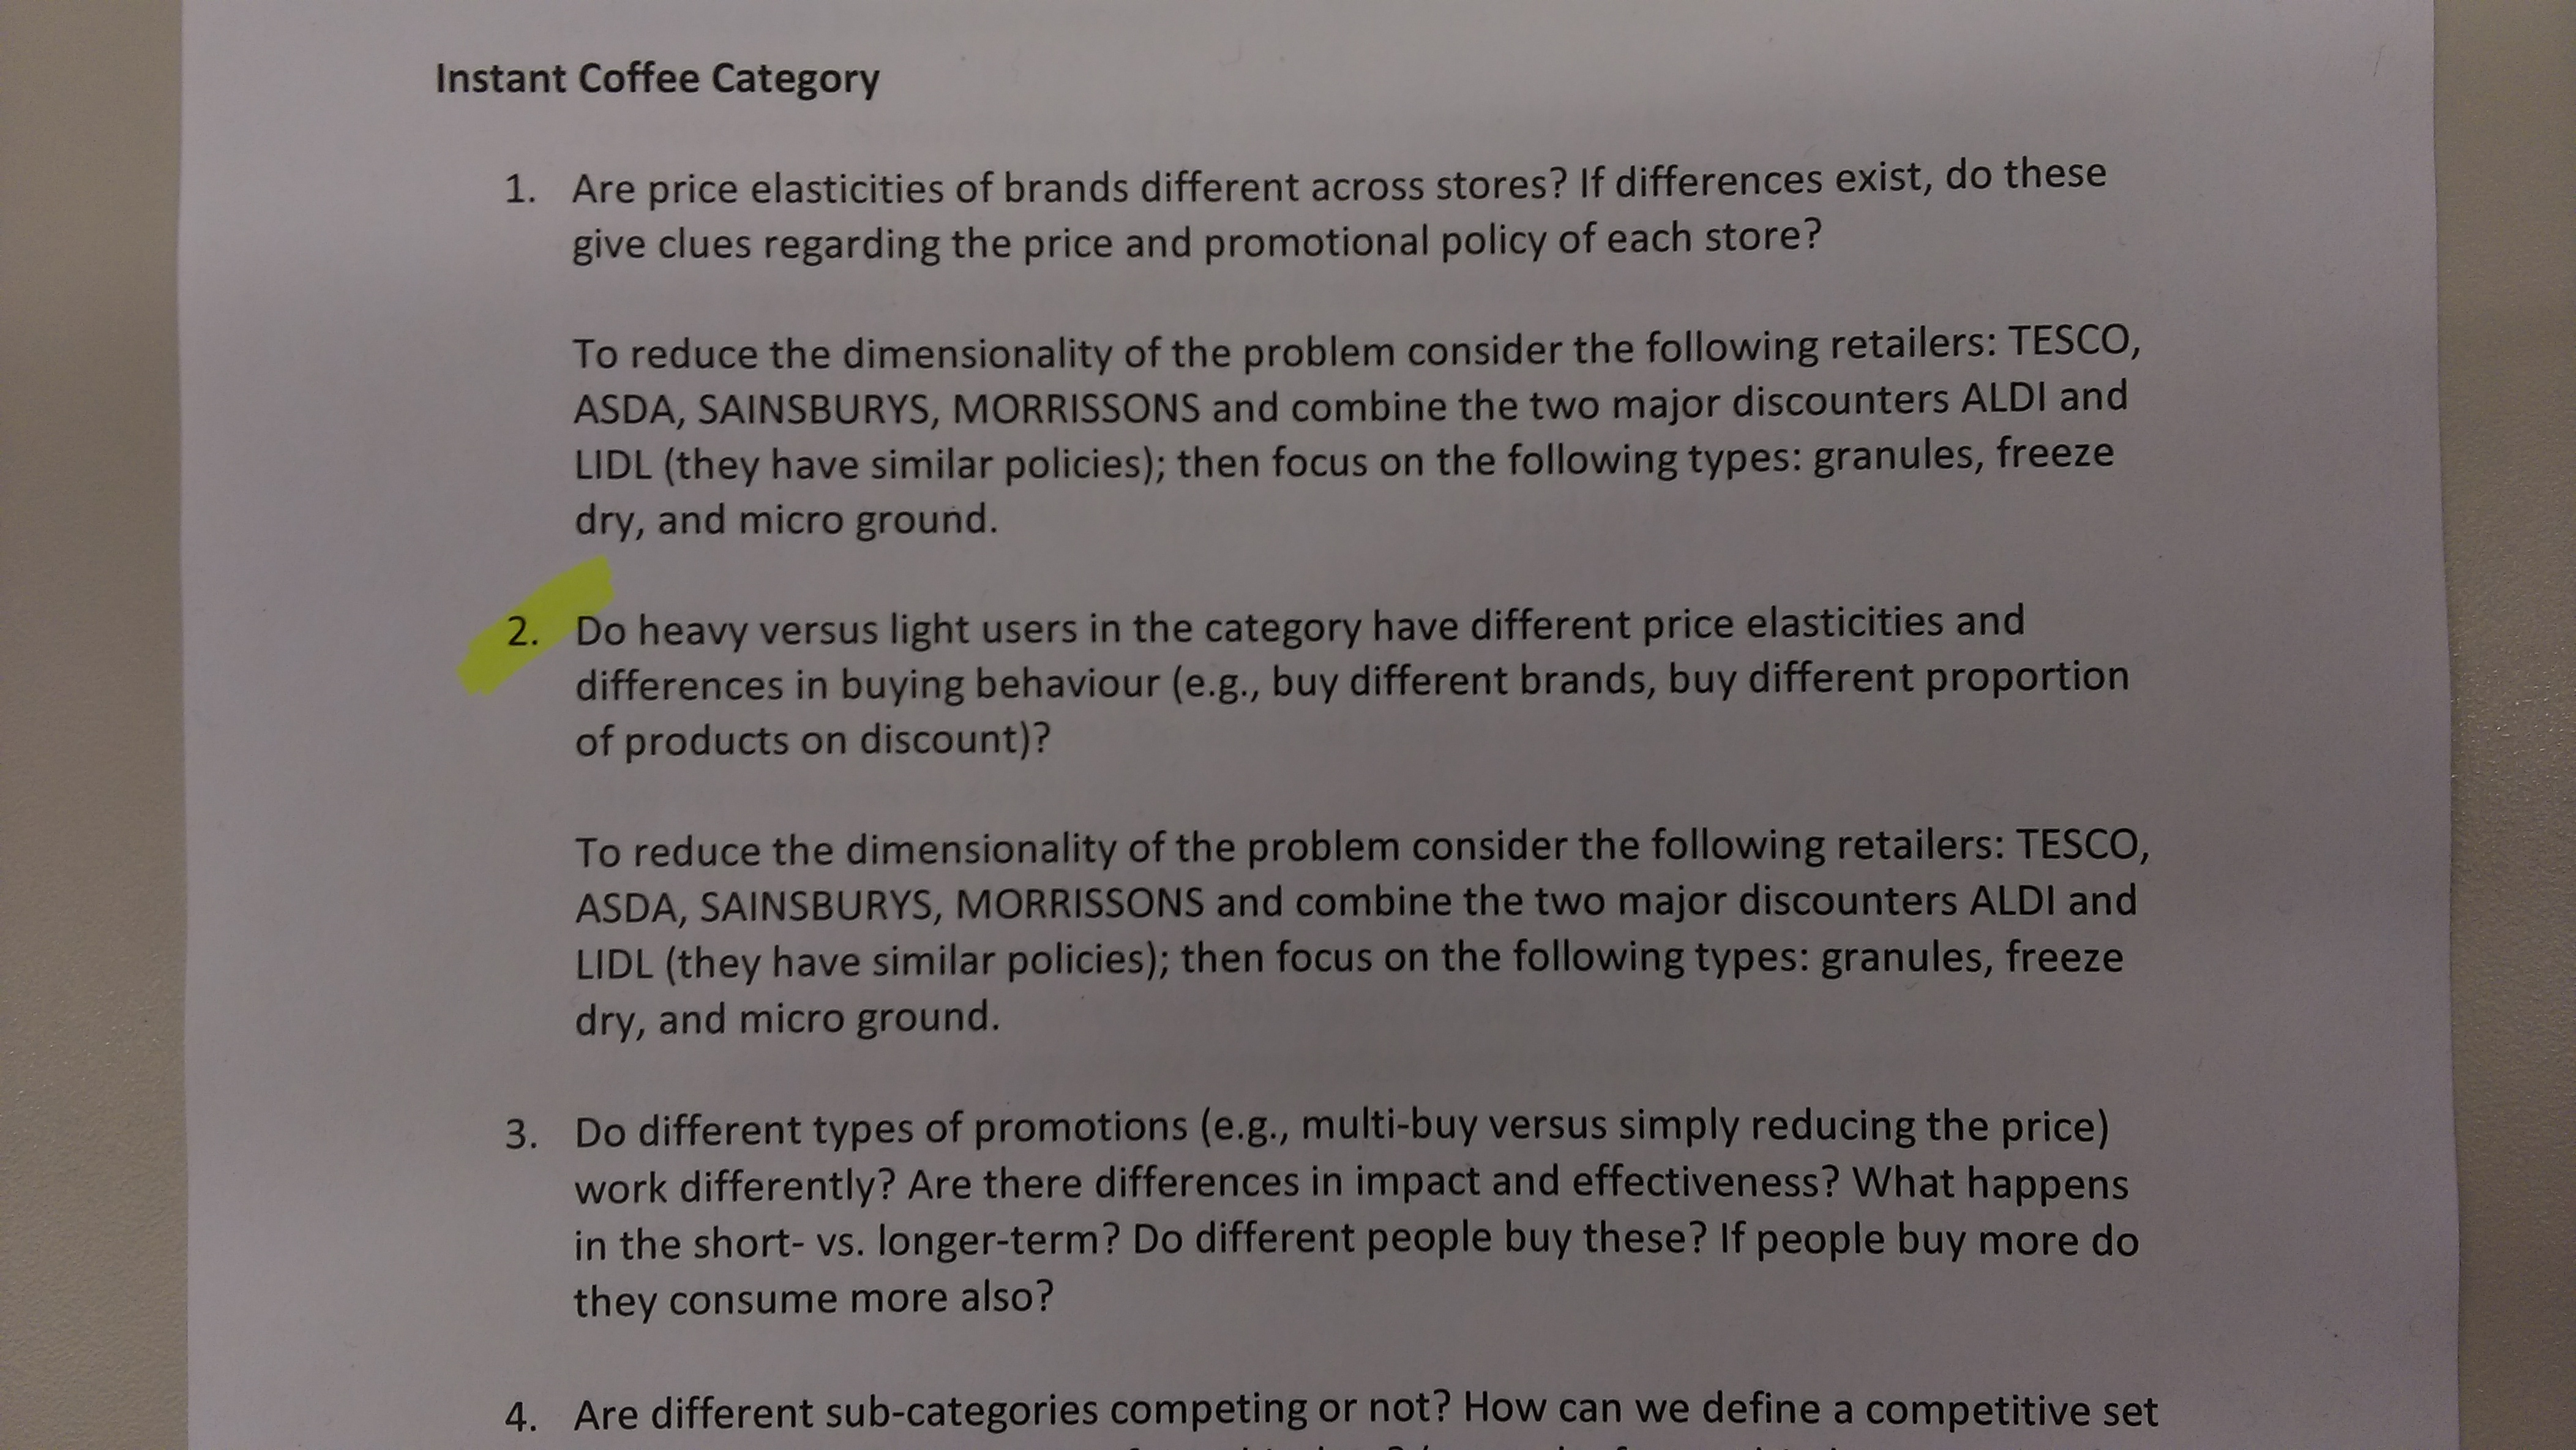 Instant Coffee Category
1. Are price elasticities of brands different across stores? If differences exist, do these
give clues regarding the price and promotional policy of each store?
To reduce the dimensionality of the problem consider the following retailers: TESCO,
ASDA, SAINSBURYS, MORRISSONS and combine the two major discounters ALDI and
LIDL (they have similar policies); then focus on the following types: granules, freeze
dry, and micro ground.
2. Do heavy versus light users in the category have different price elasticities and
differences in buying behaviour (e.g., buy different brands, buy different proportion
of products on discount)?
To reduce the dimensionality of the problem consider the following retailers: TESCO,
ASDA, SAINSBURYS, MORRISSONS and combine the two major discounters ALDI and
LIDL (they have similar policies); then focus on the following types: granules, freeze
dry, and micro ground.
3. Do different types of promotions (e.g., multi-buy versus simply reducing the price)
work differently? Are there differences in impact and effectiveness? What happens
in the short- vs. longer-term? Do different people buy these? If people buy more do
they consume more also?
4. Are different sub-categories competing or not? How can we define a competitive set